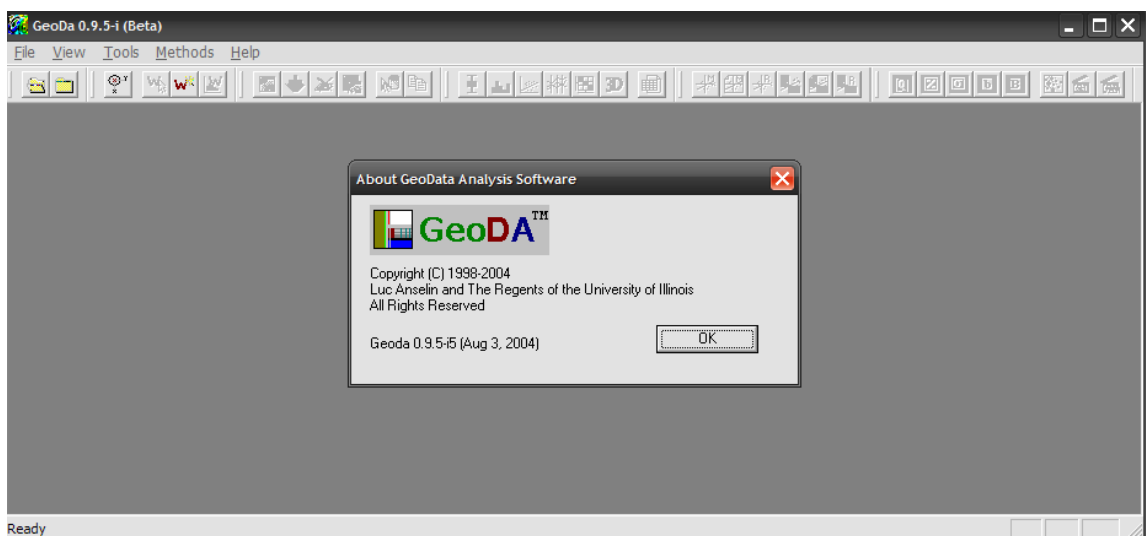 GeoDa 0.9.5-i (Beta)
File View Tools Methods Help
3D
About GeoData Analysis Software
GeoDA™
Copyright (C) 1998-2004
Luc Anselin and The Regents of the University of Illinois
All Rights Reserved
Geoda 0.9.5-i5 (Aug 3, 2004)
OK
Ready